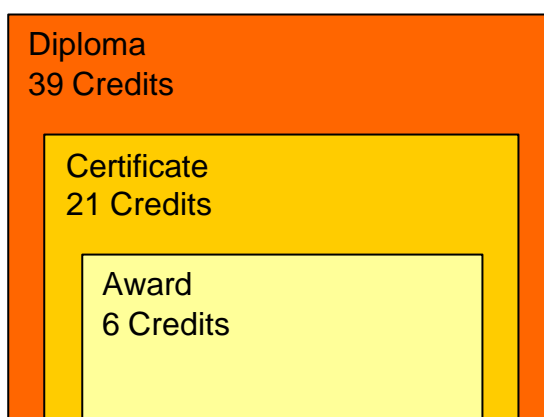 Diploma
39 Credits
Certificate
21 Credits
Award
6 Credits